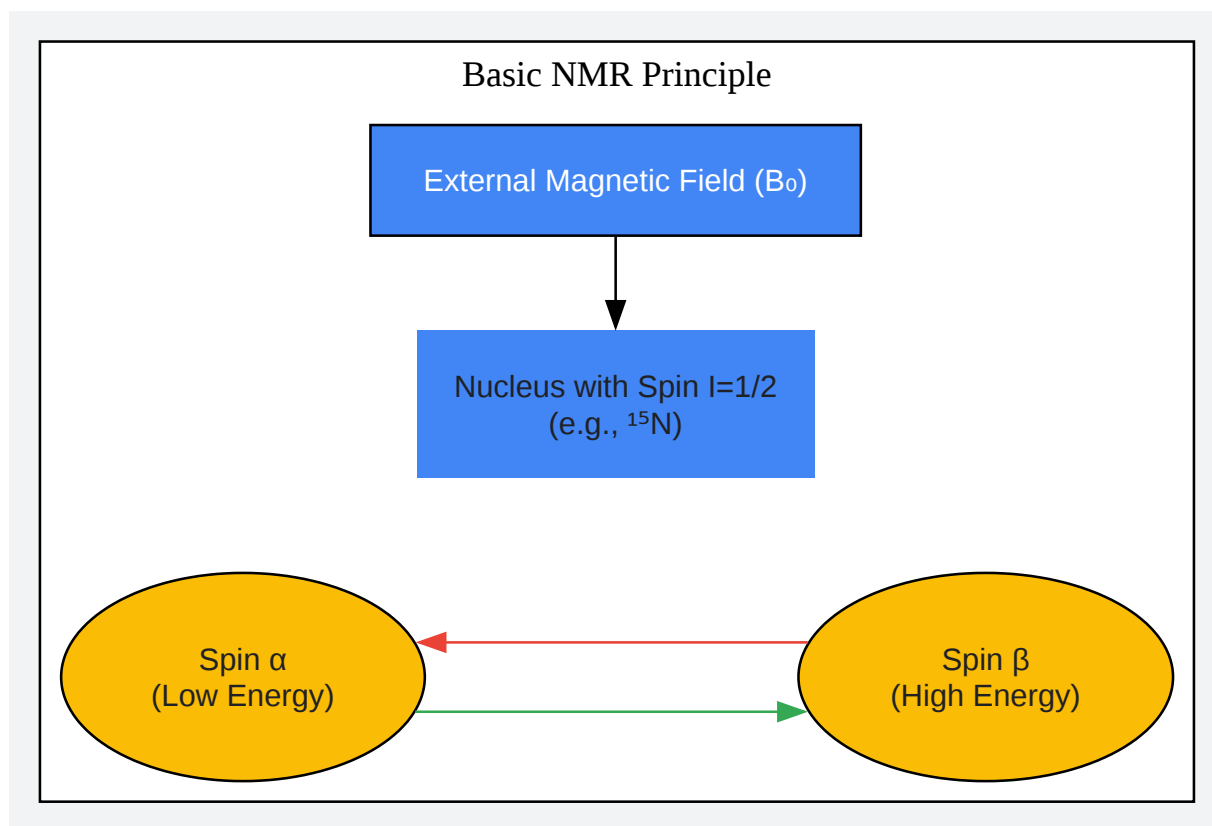 Basic NMR Principle
External Magnetic Field (B₀)
Nucleus with Spin I=1/2
(e.g., ¹⁵N)
Spin α
(Low Energy)
Spin β
(High Energy)